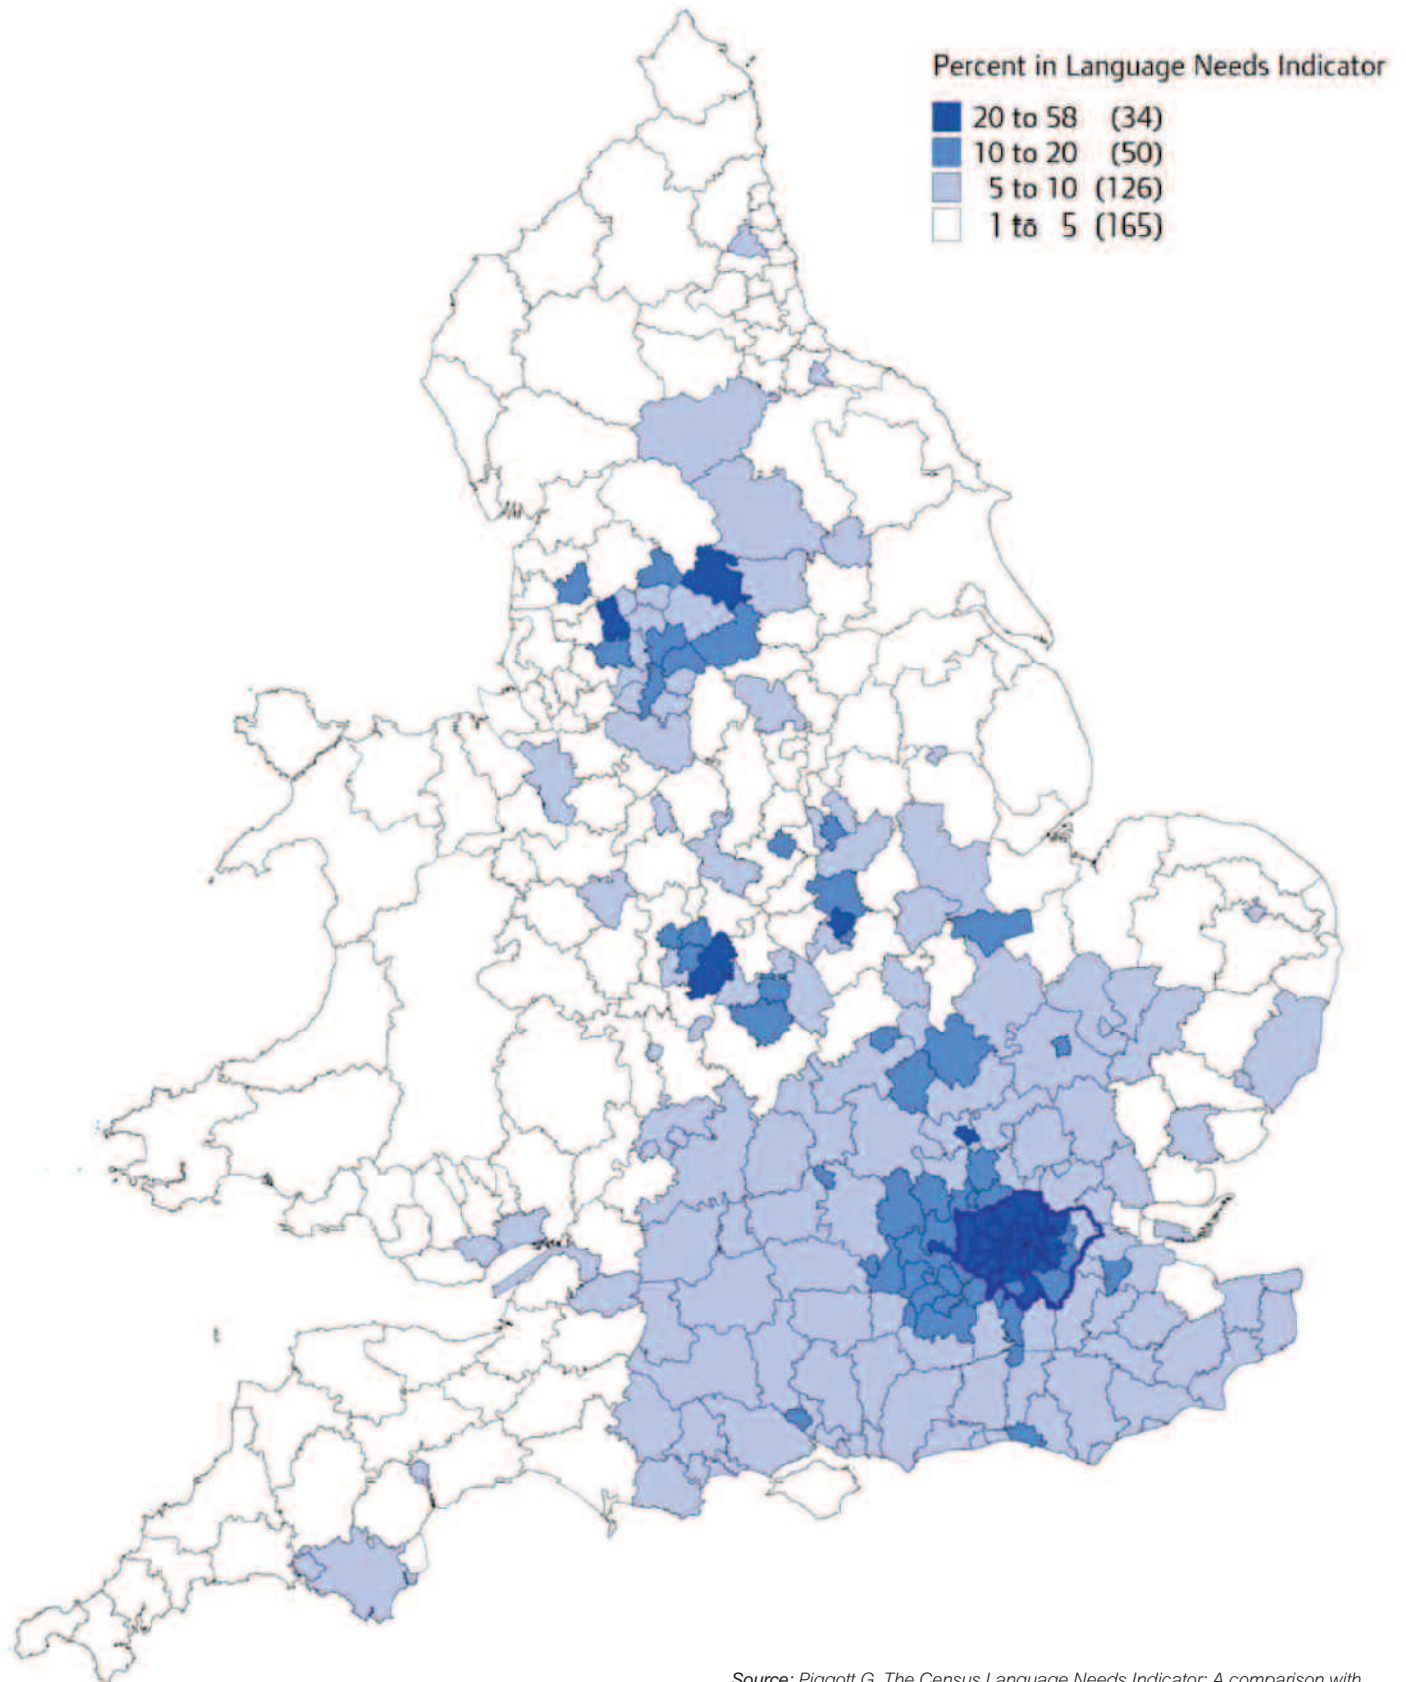 Percent in Language Needs Indicator
20 to 58 (34)
10 to 20 (50)
5 to 10 (126)
1 to 5 (165)
Source: Piggott G. The Census Language Needs Indicator: A comparison with